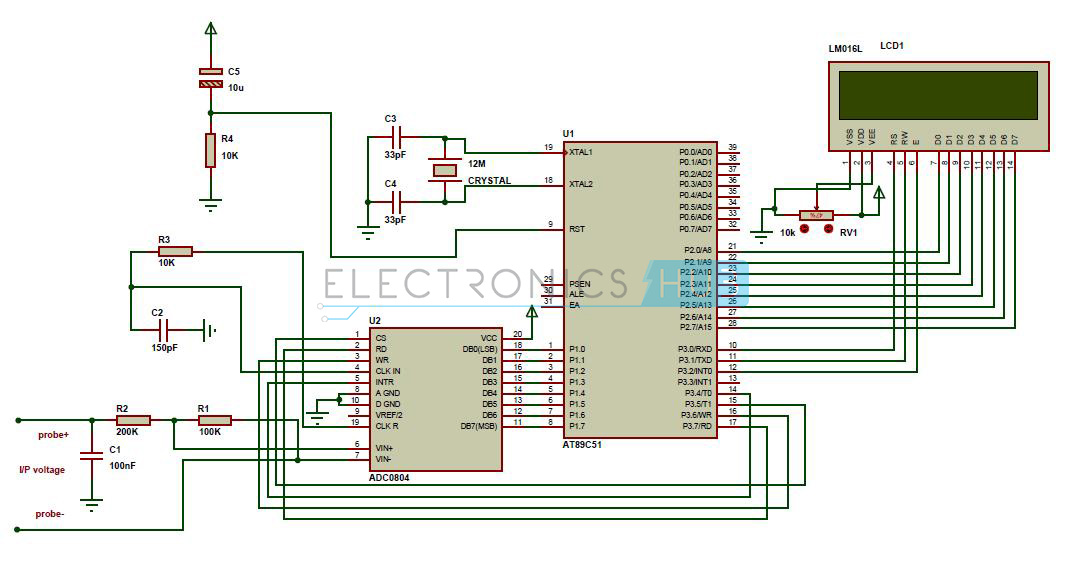 LM016L LCD1
C5
10u
R4
10K
C3
33pF
C4
33pF
12M
CRYSTAL
U1
19 XTAL1
18 XTAL2
9 RST
29 PSEN
30 ALE
31 EA
1 P1.0
2 P1.1
3 P1.2
4 P1.3
5 P1.4
6 P1.5
7 P1.6
8 P1.7
P0.0/AD0 39
P0.1/AD1 38
P0.2/AD2 37
P0.3/AD3 36
P0.4/AD4 35
P0.5/AD5 34
P0.6/AD6 33
P0.7/AD7 32
P2.0/A8 21
P2.1/A9 22
P2.2/A10 23
P2.3/A11 24
P2.4/A12 25
P2.5/A13 26
P2.6/A14 27
P2.7/A15 28
P3.0/RXD 10
P3.1/TXD 11
P3.2/INT0 12
P3.3/INT1 13
P3.4/T0 14
P3.5/T1 15
P3.6/WR 16
P3.7/RD 17
AT89C51
VSS VDD VEE RS RW E D0 D1 D2 D3 D4 D5 D6 D7
1 2 3 4 5 6 7 8 9 10 11 12 13 14
10k RV1
ELECTRONICS HUB
R3
10K
C2
150pF
U2
1 CS
2 RD
3 WR
4 CLK IN
5 INTR
8 A GND
10 D GND
9 VREF/2
19 CLK R
6 VIN+
7 VIN-
VCC 20
DB0(LSB) 18
DB1 17
DB2 16
DB3 15
DB4 14
DB5 13
DB6 12
DB7(MSB) 11
ADC0804
R2
200K
R1
100K
probe+
C1
100nF
I/P voltage
probe-